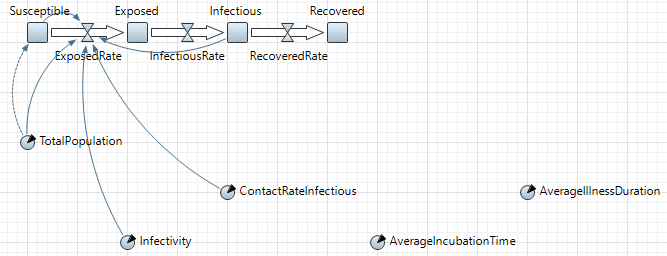 Susceptible
Exposed
Infectious
Recovered
ExposedRate
InfectiousRate
RecoveredRate
TotalPopulation
ContactRateInfectious
AverageIllnessDuration
Infectivity
AverageIncubationTime